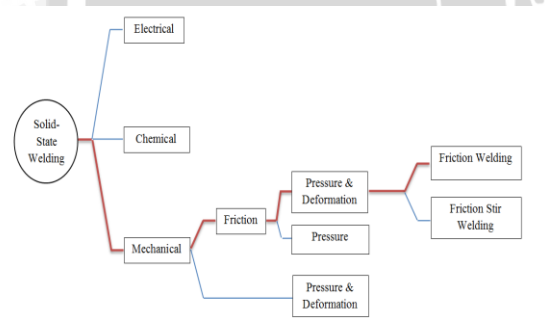 Electrical
Solid-
State
Welding
Chemical
Mechanical
Friction
Pressure &
Deformation
Pressure
Pressure &
Deformation
Friction Welding
Friction Stir
Welding